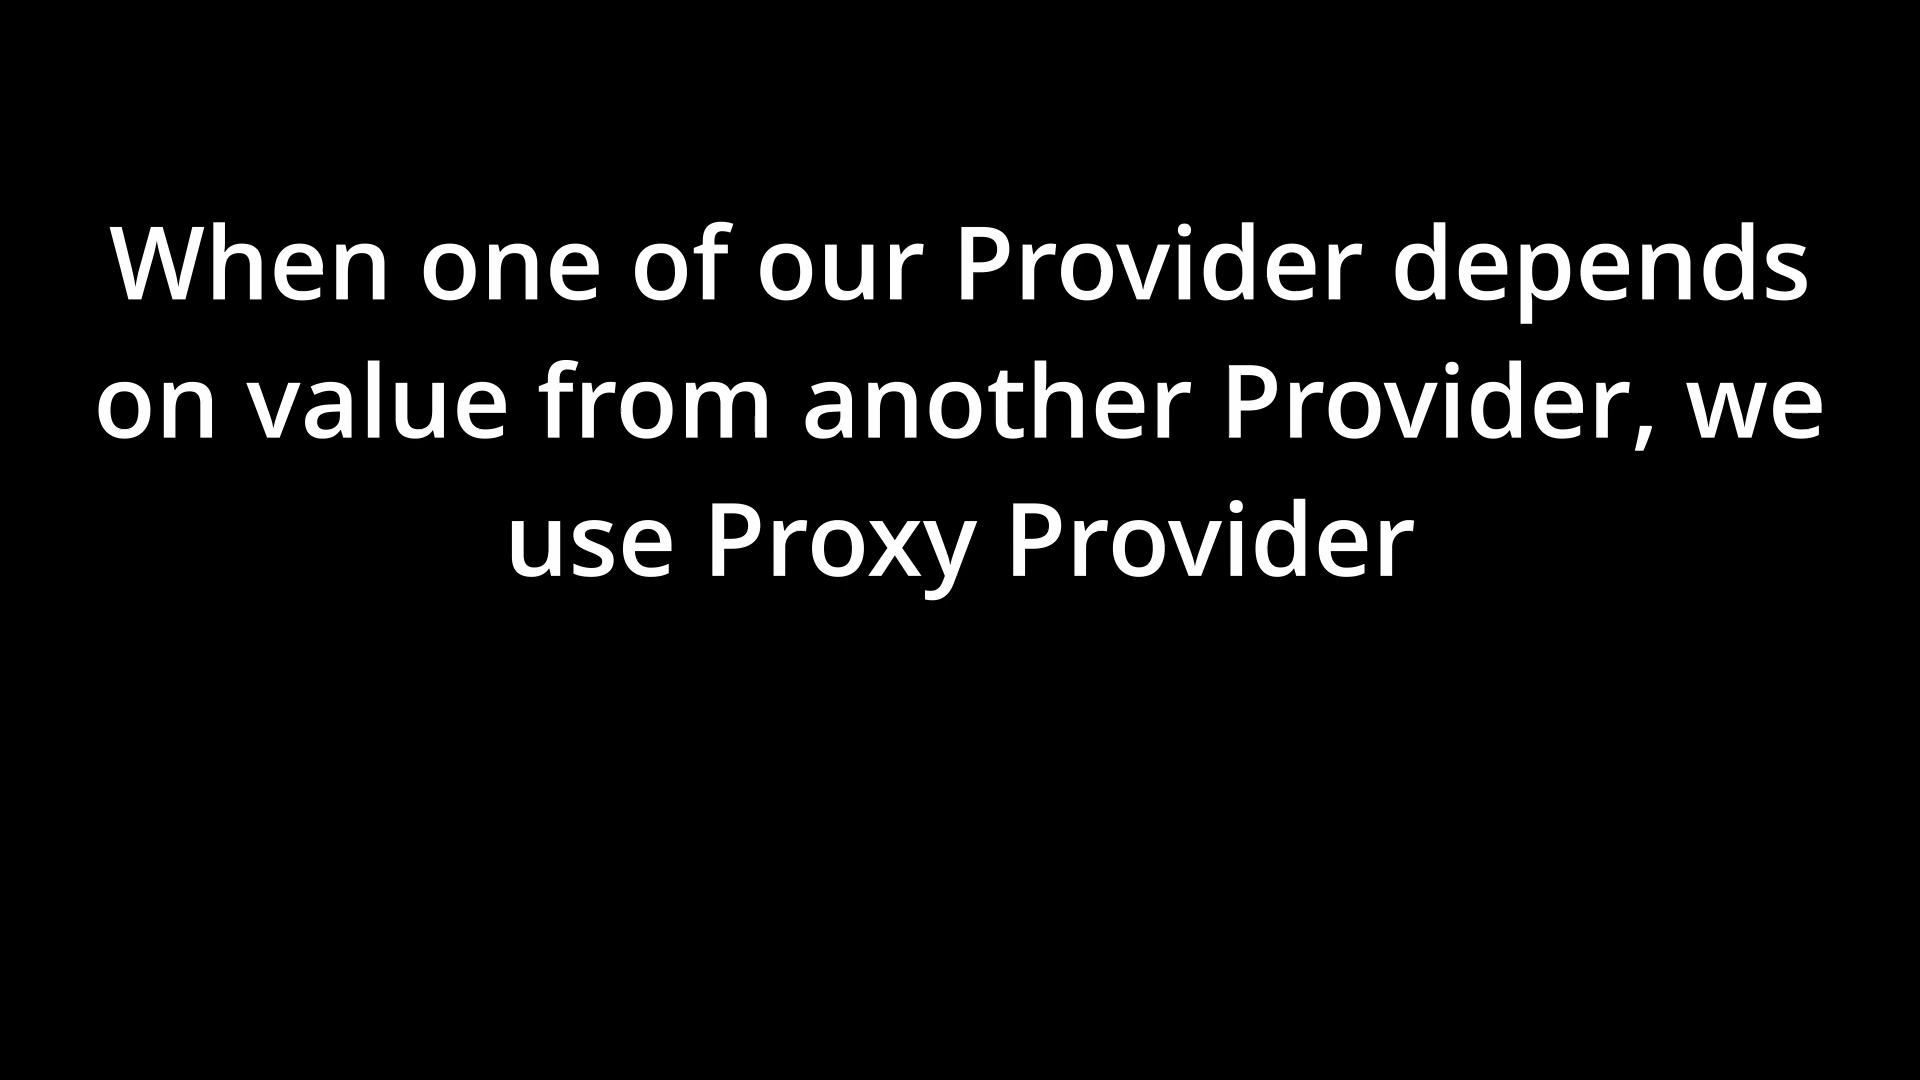 When one of our Provider depends
on value from another Provider, we
use Proxy Provider